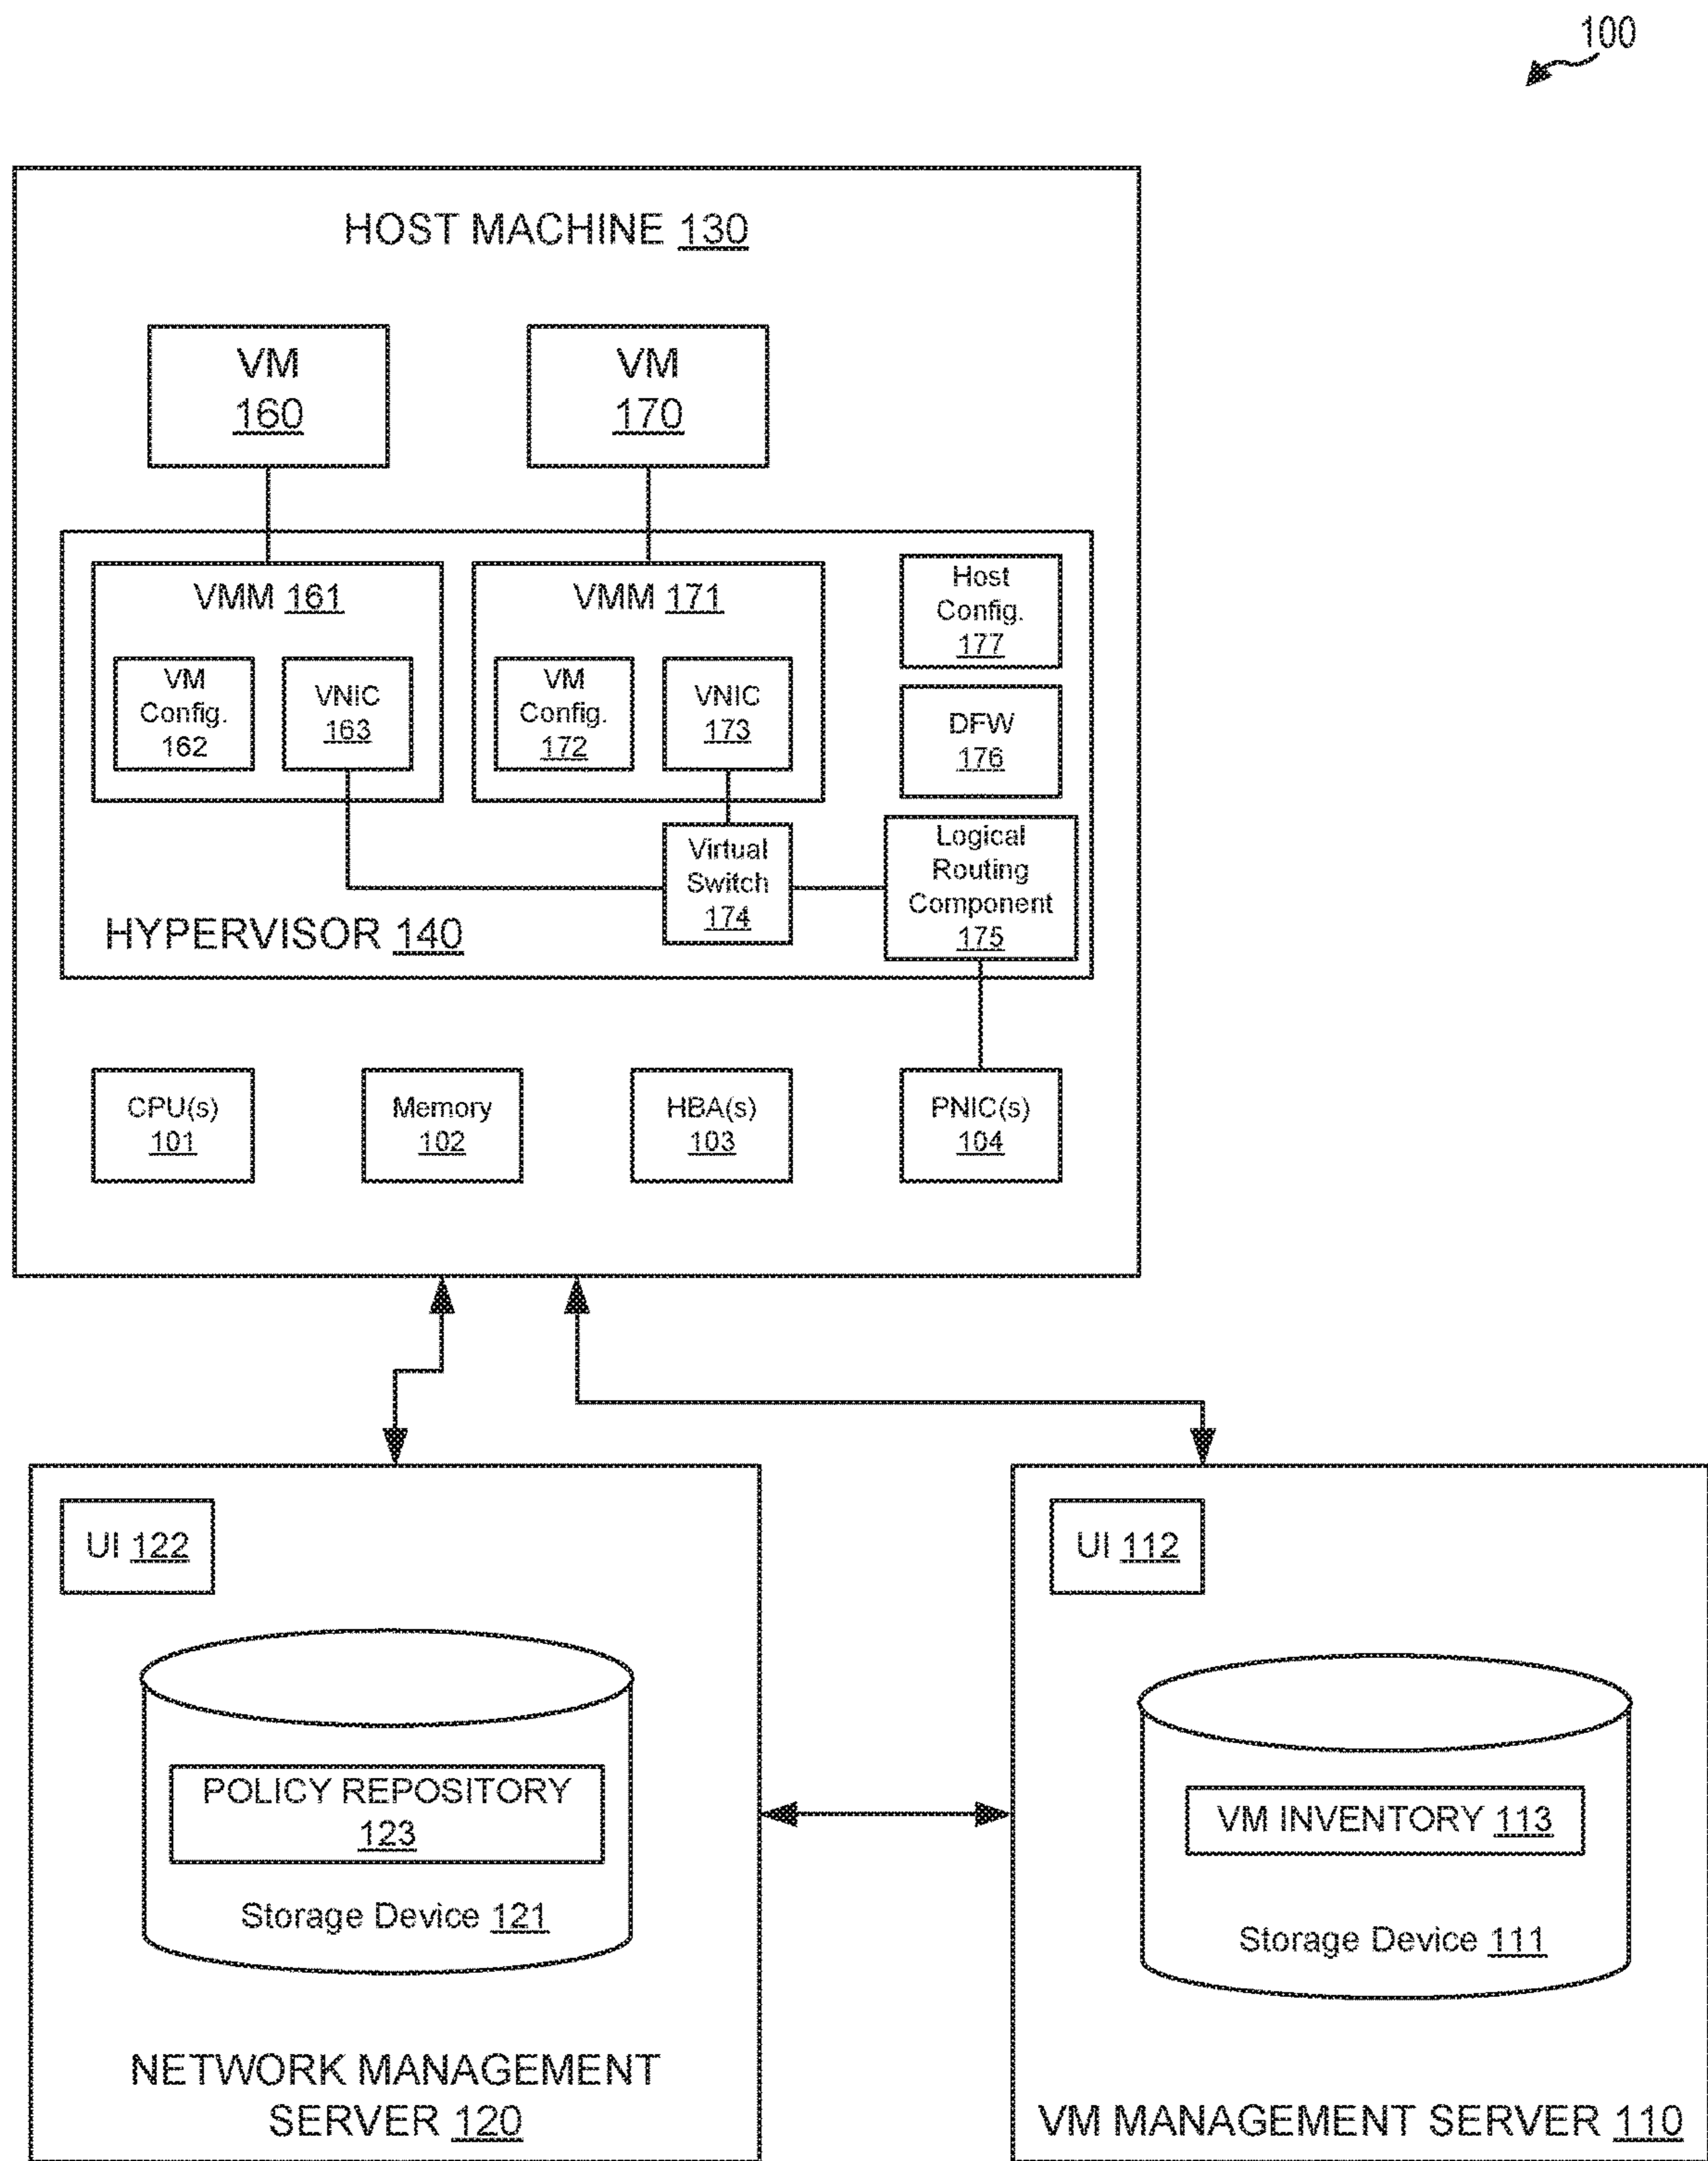 100
HOST MACHINE 130
VM
160
VM
170
VMM 161
VM
Config.
162
VNIC
163
VMM 171
VM
Config.
172
VNIC
173
Host
Config.
177
DFW
176
Virtual
Switch
174
Logical
Routing
Component
175
HYPERVISOR 140
CPU(s)
101
Memory
102
HBA(s)
103
PNIC(s)
104
UI 122
POLICY REPOSITORY
123
Storage Device 121
NETWORK MANAGEMENT
SERVER 120
UI 112
VM INVENTORY 113
Storage Device 111
VM MANAGEMENT SERVER 110